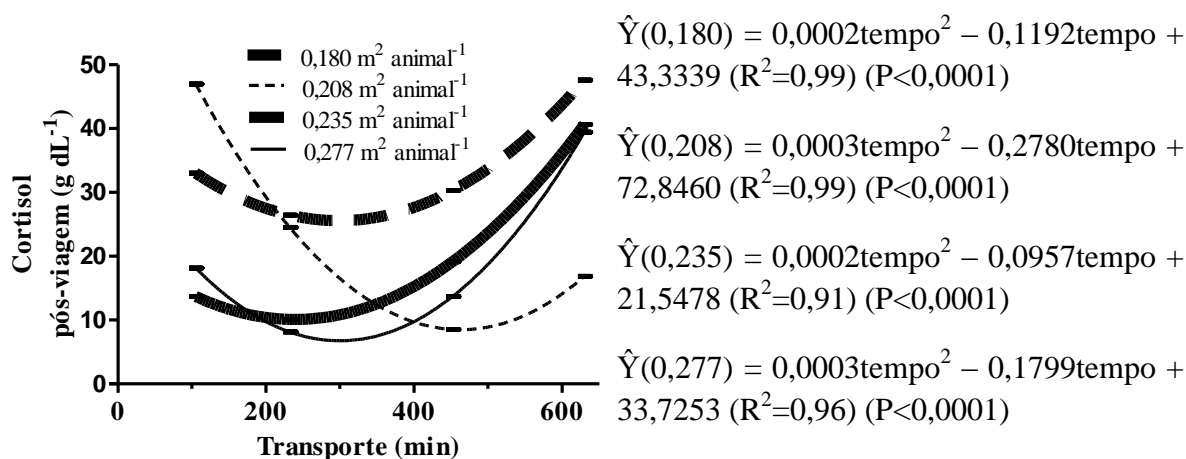 0,180 m² animal⁻¹
0,208 m² animal⁻¹
0,235 m² animal⁻¹
0,277 m² animal⁻¹
Cortisol
pós-viagem (g dL⁻¹)
50
40
30
20
10
0
0 200 400 600
Transporte (min)
Ŷ(0,180) = 0,0002tempo² – 0,1192tempo +
43,3339 (R²=0,99) (P<0,0001)
Ŷ(0,208) = 0,0003tempo² – 0,2780tempo +
72,8460 (R²=0,99) (P<0,0001)
Ŷ(0,235) = 0,0002tempo² – 0,0957tempo +
21,5478 (R²=0,91) (P<0,0001)
Ŷ(0,277) = 0,0003tempo² – 0,1799tempo +
33,7253 (R²=0,96) (P<0,0001)